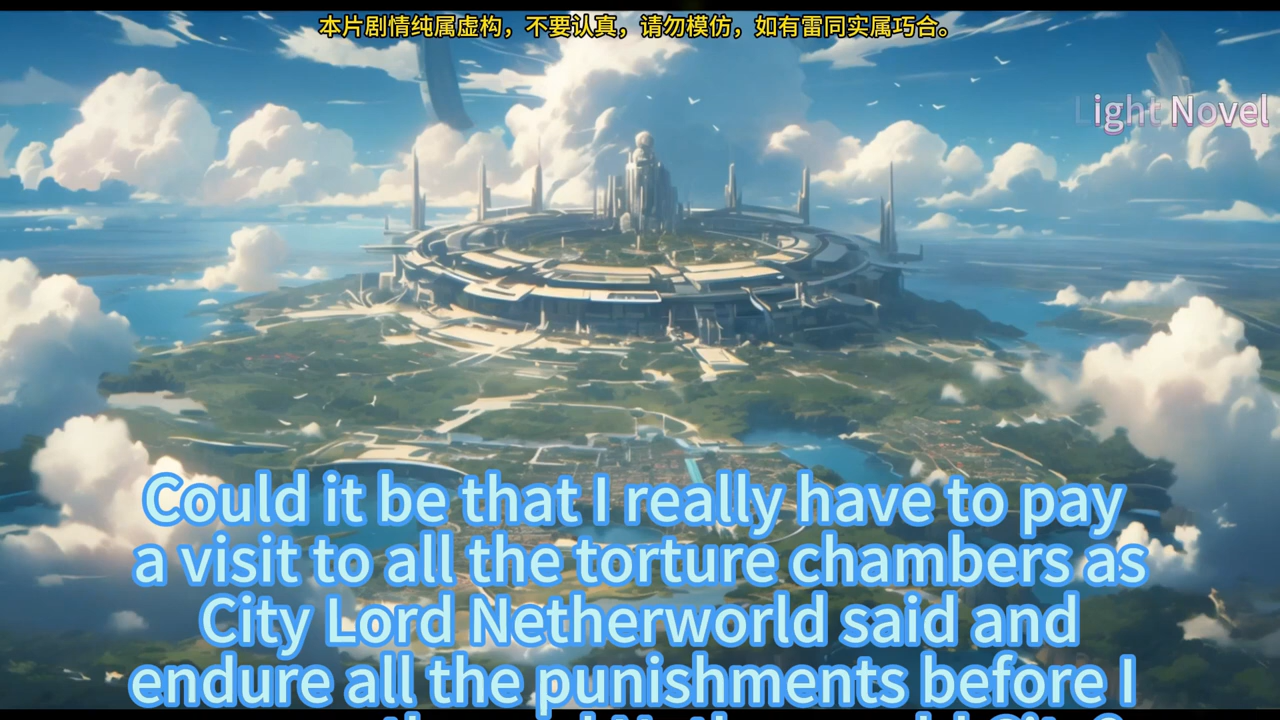 本片剧情纯属虚构，不要认真，请勿模仿，如有雷同实属巧合。
Light Novel
Could it be that I really have to pay
a visit to all the torture chambers as
City Lord Netherworld said and
endure all the punishments before I